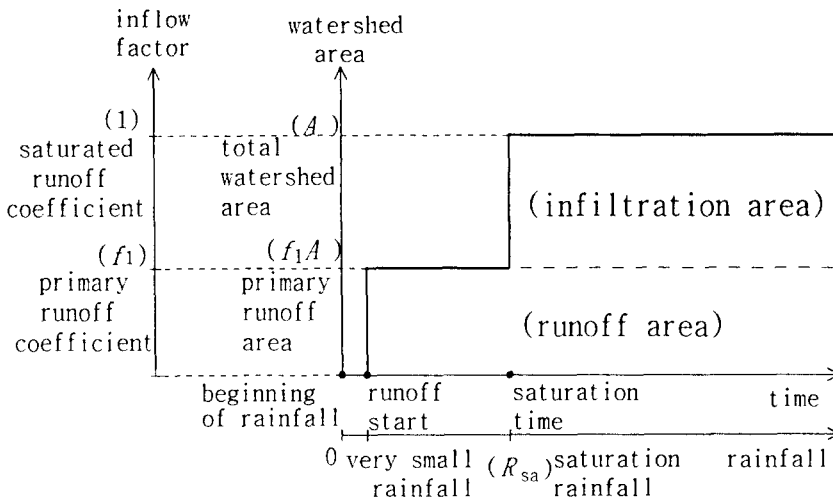 inflow factor
watershed area
(1)
saturated runoff coefficient
(A)
total watershed area
(infiltration area)
(f1)
primary runoff coefficient
(f1A)
primary runoff area
(runoff area)
beginning of rainfall
runoff start
saturation time
time
0
very small rainfall
(Rsa)
saturation rainfall
rainfall